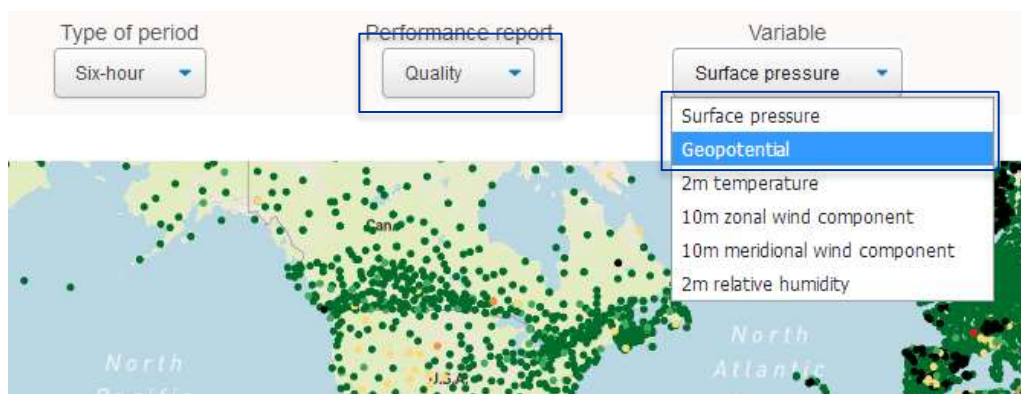 Type of period
Performance report
Variable
Six-hour
Quality
Surface pressure
Surface pressure
Geopotential
2m temperature
10m zonal wind component
10m meridional wind component
2m relative humidity
Can.
North
Atlantic
North
U.S.A.